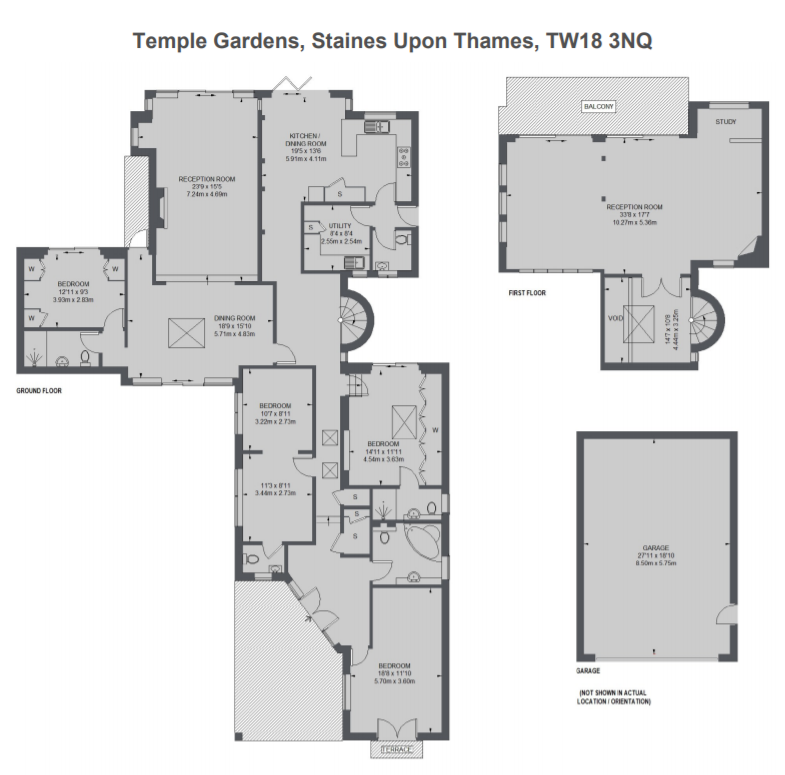 Temple Gardens, Staines Upon Thames, TW18 3NQ
BALCONY
STUDY
KITCHEN /
DINING ROOM
19'5 x 13'6
5.91m x 4.11m
RECEPTION ROOM
23'9 x 15'5
7.24m x 4.69m
S
UTILITY
8'4 x 8'4
2.55m x 2.54m
S
RECEPTION ROOM
33'8 x 17'7
10.27m x 5.36m
W
W
BEDROOM
12'11 x 9'3
3.93m x 2.83m
W
DINING ROOM
18'9 x 15'10
5.71m x 4.83m
FIRST FLOOR
VOID
14'7 x 10'8
4.44m x 3.25m
GROUND FLOOR
BEDROOM
10'7 x 8'11
3.22m x 2.73m
W
BEDROOM
14'11 x 11'11
4.54m x 3.63m
11'3 x 8'11
3.44m x 2.73m
S
S
S
GARAGE
27'11 x 18'10
8.50m x 5.75m
BEDROOM
18'8 x 11'10
5.70m x 3.60m
TERRACE
GARAGE
(NOT SHOWN IN ACTUAL
LOCATION / ORIENTATION)